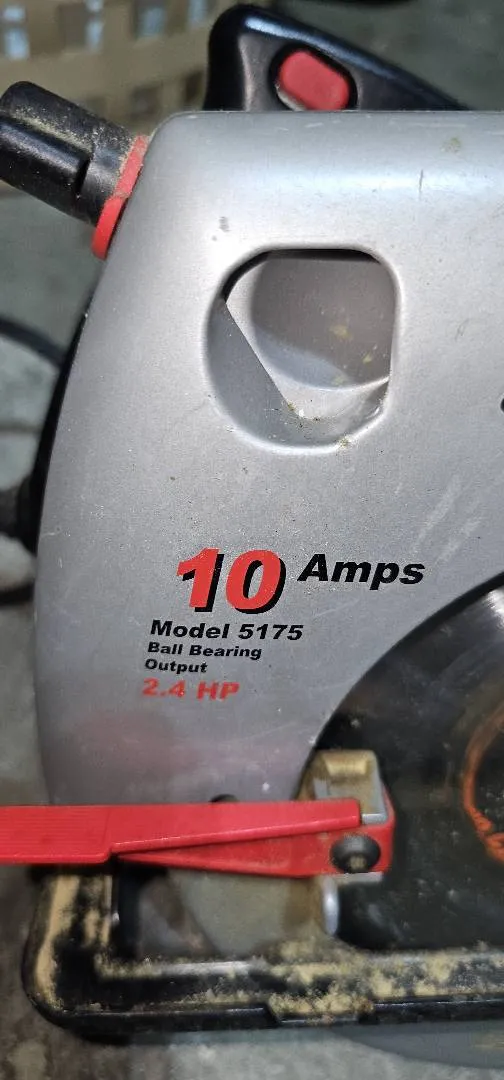 10 Amps
Model 5175
Ball Bearing
Output
2.4 HP